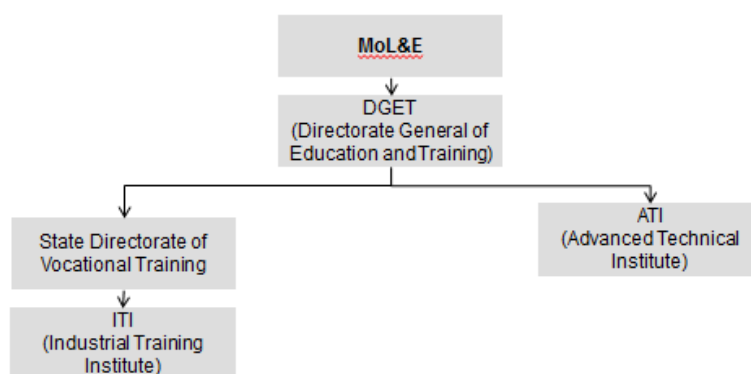 MoL&E
DGET
(Directorate General of
Education and Training)
State Directorate of
Vocational Training
ATI
(Advanced Technical
Institute)
ITI
(Industrial Training
Institute)